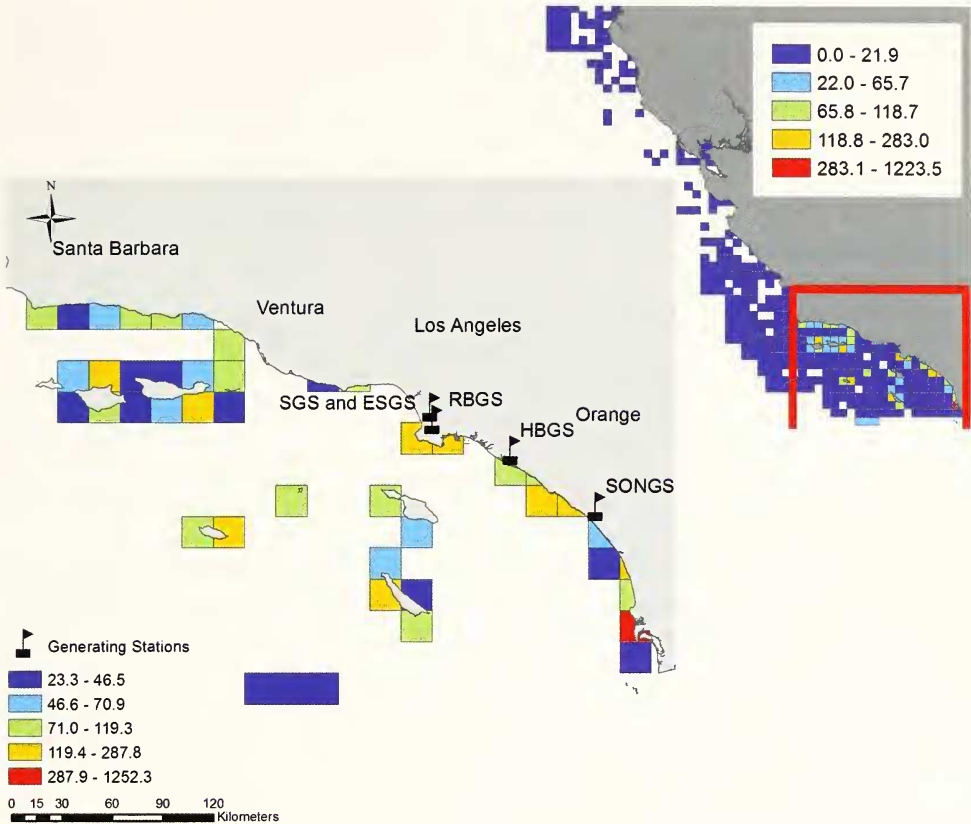 0.0 - 21.9
22.0 - 65.7
65.8 - 118.7
118.8 - 283.0
283.1 - 1223.5
N
Santa Barbara
Ventura
Los Angeles
SGS and ESGS
RBGS
Orange
HBGS
SONGS
Generating Stations
23.3 - 46.5
46.6 - 70.9
71.0 - 119.3
119.4 - 287.8
287.9 - 1252.3
0 15 30 60 90 120
Kilometers